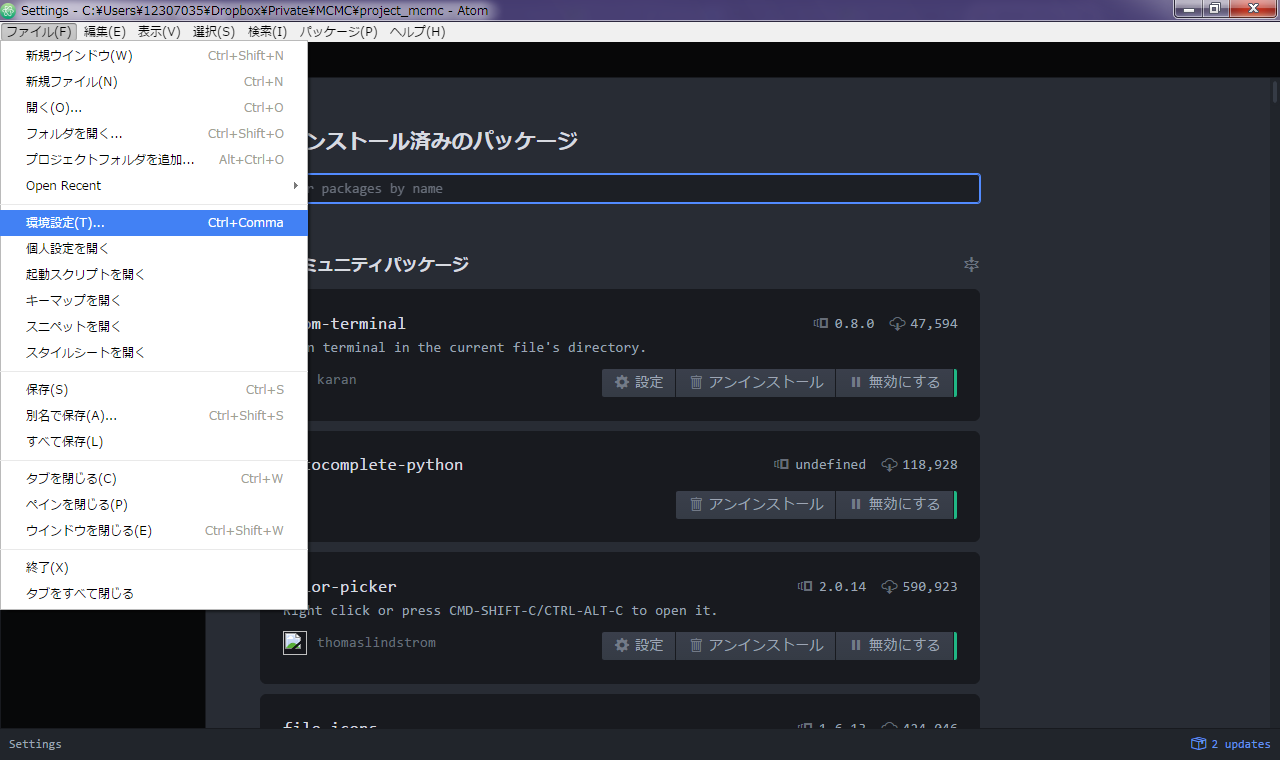 Settings - C:¥Users¥12307035¥Dropbox¥Private¥MCMC¥project_mcmc - Atom
ファイル(F) 編集(E) 表示(V) 選択(S) 検索(I) パッケージ(P) ヘルプ(H)
新規ウインドウ(W) Ctrl+Shift+N
新規ファイル(N) Ctrl+N
開く(O)... Ctrl+O
フォルダを開く... Ctrl+Shift+O
プロジェクトフォルダを追加... Alt+Ctrl+O
Open Recent
環境設定(T)... Ctrl+Comma
個人設定を開く
起動スクリプトを開く
キーマップを開く
スニペットを開く
スタイルシートを開く
保存(S) Ctrl+S
別名で保存(A)... Ctrl+Shift+S
すべて保存(L)
タブを閉じる(C) Ctrl+W
ペインを閉じる(P)
ウインドウを閉じる(E) Ctrl+Shift+W
終了(X)
タブをすべて閉じる
ンストール済みのパッケージ
r packages by name
ミュニティパッケージ
om-terminal 0.8.0 47,594
n terminal in the current file's directory.
karan 設定 アンインストール 無効にする
tocomplete-python undefined 118,928
アンインストール 無効にする
lor-picker 2.0.14 590,923
Right click or press CMD-SHIFT-C/CTRL-ALT-C to open it.
thomaslindstrom 設定 アンインストール 無効にする
file-icons
Settings 2 updates